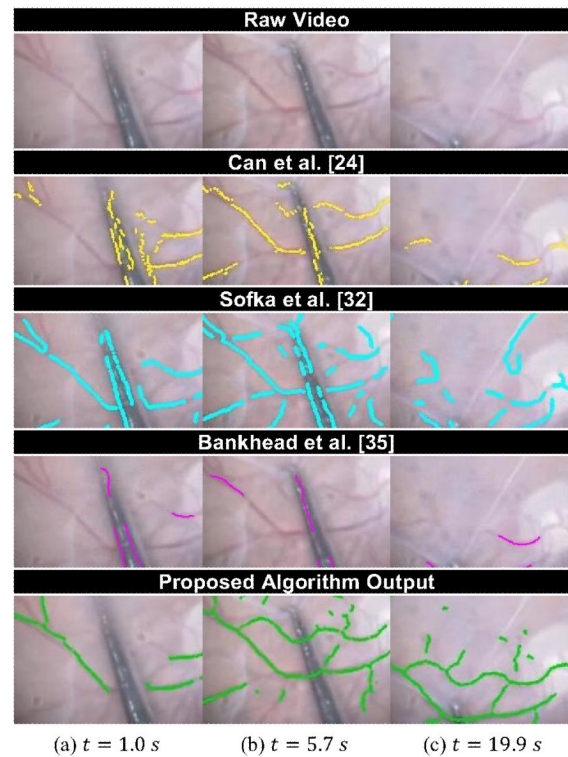 Raw Video
Can et al. [24]
Sofka et al. [32]
Bankhead et al. [35]
Proposed Algorithm Output
(a) t = 1.0 s (b) t = 5.7 s (c) t = 19.9 s